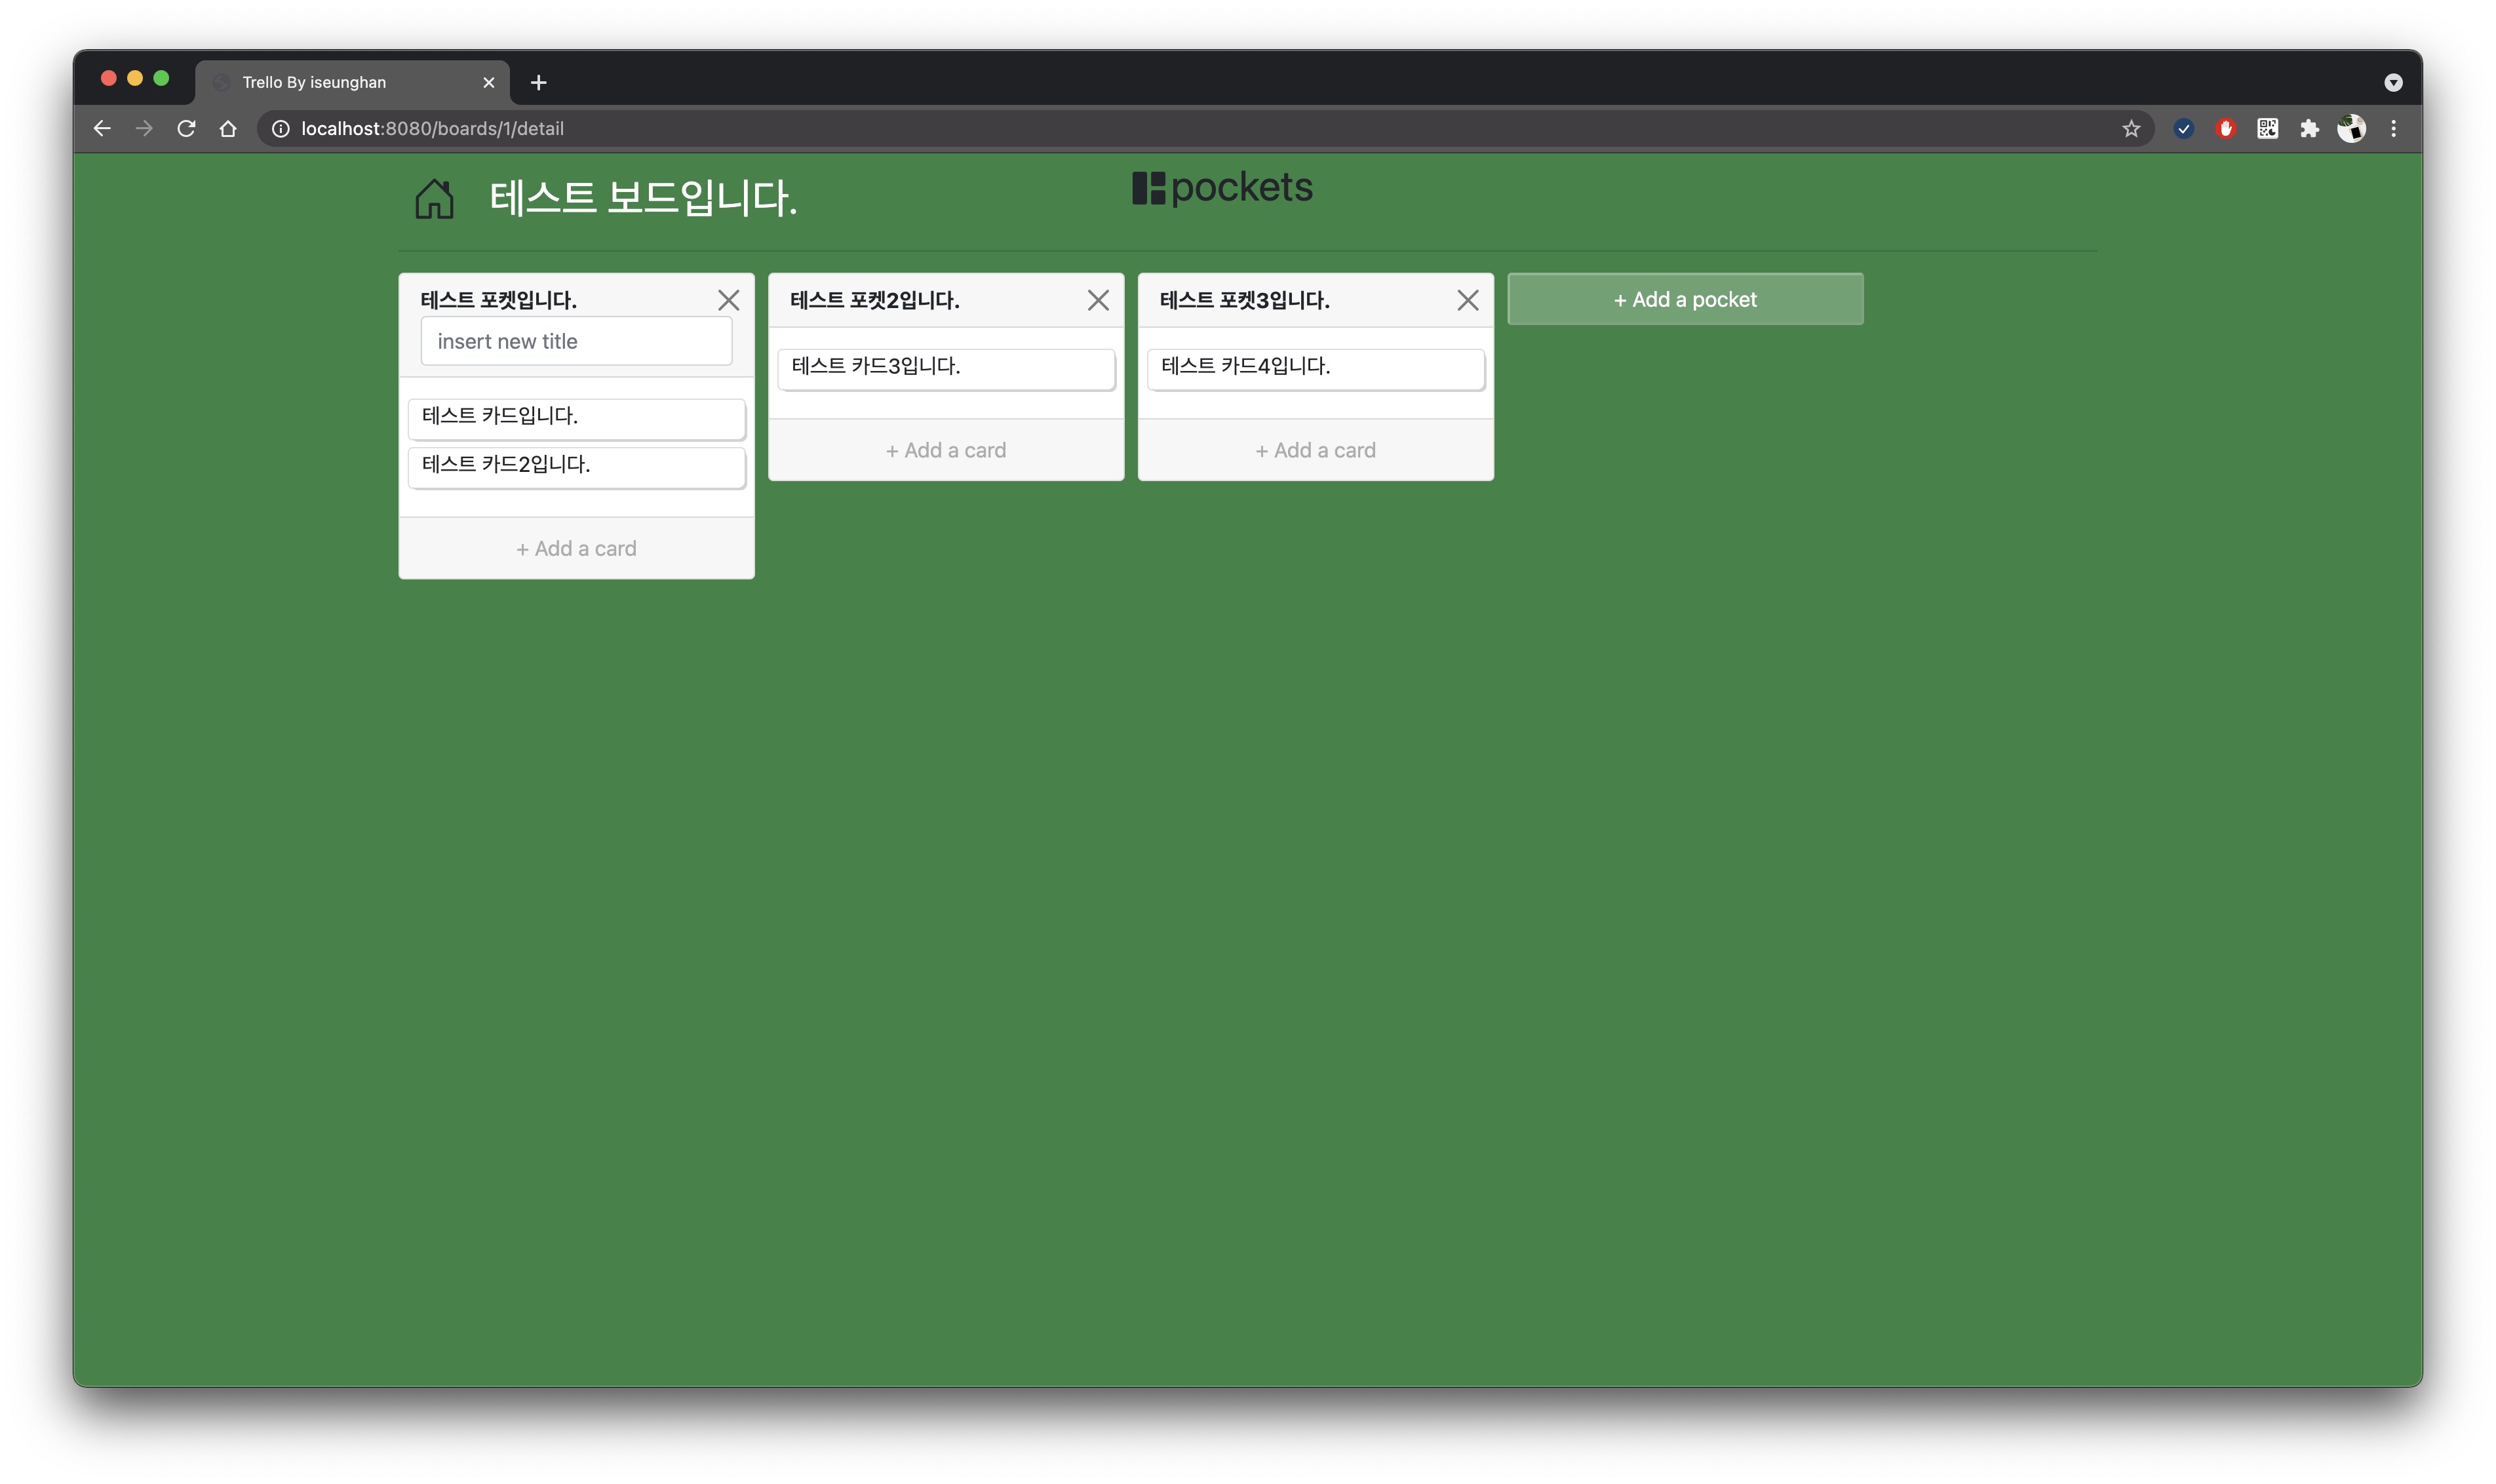 Trello By iseunghan
localhost:8080/boards/1/detail
테스트 보드입니다.
pockets
테스트 포켓입니다.
insert new title
테스트 카드입니다.
테스트 카드2입니다.
+ Add a card
테스트 포켓2입니다.
테스트 카드3입니다.
+ Add a card
테스트 포켓3입니다.
테스트 카드4입니다.
+ Add a card
+ Add a pocket